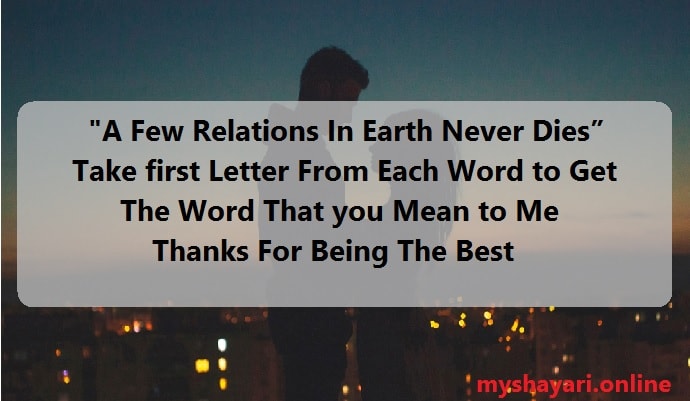 "A Few Relations In Earth Never Dies”
Take first Letter From Each Word to Get
The Word That you Mean to Me
Thanks For Being The Best
myshayari.online